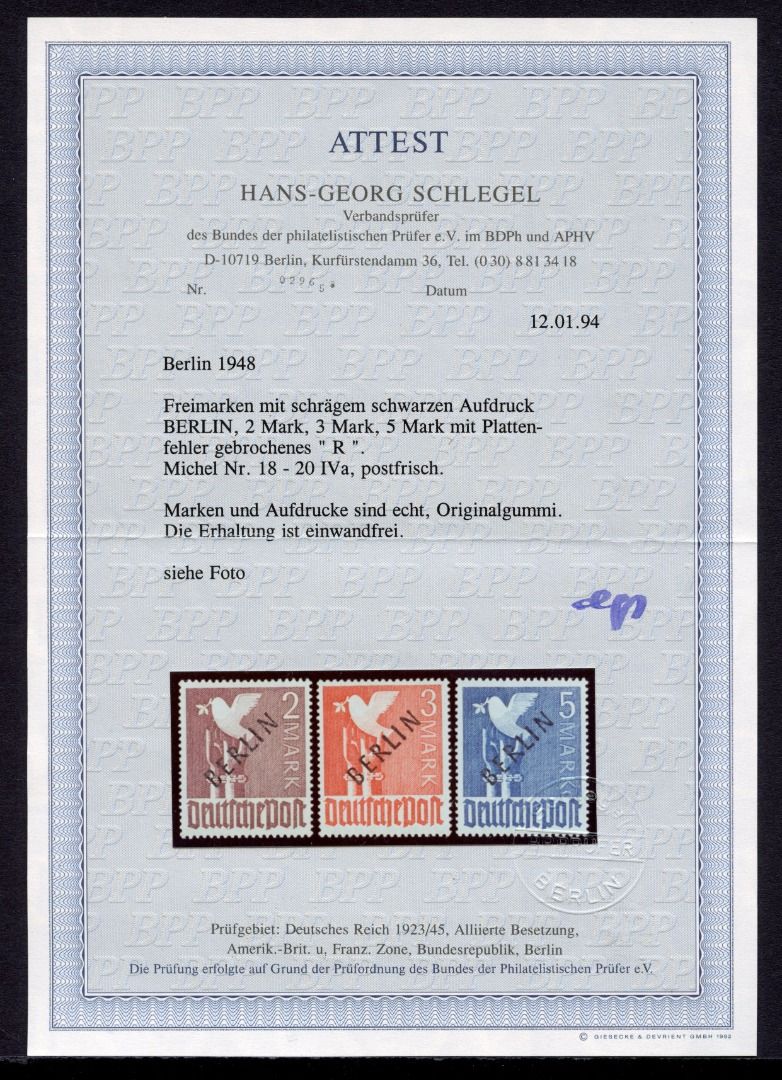 ATTEST
HANS-GEORG SCHLEGEL
Verbandsprüfer
des Bundes der philatelistischen Prüfer e.V. im BDPh und APHV
D-10719 Berlin, Kurfürstendamm 36, Tel. (0 30) 8 81 34 18
Nr. Datum
12.01.94
Berlin 1948
Freimarken mit schrägem schwarzen Aufdruck
BERLIN, 2 Mark, 3 Mark, 5 Mark mit Platten-
fehler gebrochenes " R ".
Michel Nr. 18 - 20 IVa, postfrisch.
Marken und Aufdrucke sind echt, Originalgummi.
Die Erhaltung ist einwandfrei.
siehe Foto
2 MARK
BERLIN
Deutsche Post
3 MARK
BERLIN
Deutsche Post
5 MARK
BERLIN
Deutsche Post
BERLIN
Prüfgebiet: Deutsches Reich 1923/45, Alliierte Besetzung,
Amerik.-Brit. u. Franz. Zone, Bundesrepublik, Berlin
Die Prüfung erfolgte auf Grund der Prüfordnung des Bundes der Philatelistischen Prüfer e.V.
© GIESECKE & DEVRIENT GMBH 1992